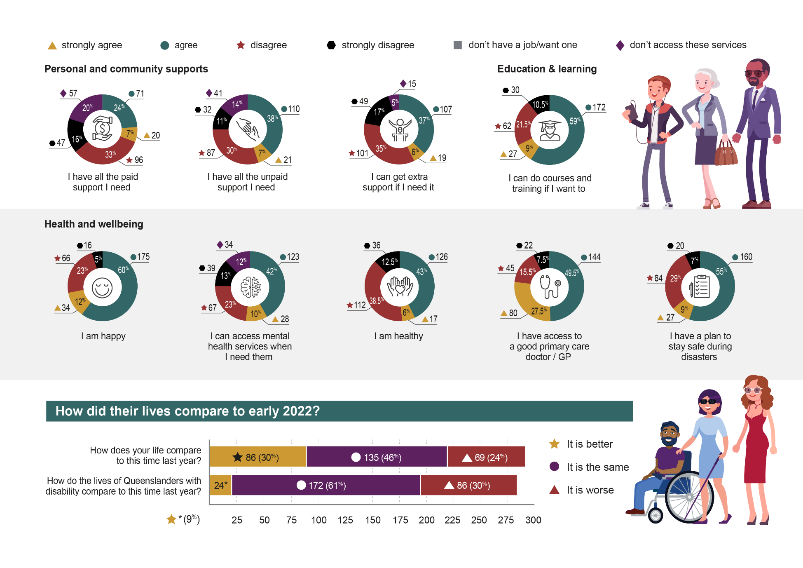 strongly agree agree disagree strongly disagree don't have a job/want one don't access these services
Personal and community supports
Education & learning
57 71 20% 24% 7% 20 47 16% 33% 96
I have all the paid
support I need
41 110 32 14% 38% 11% 30% 7% 87 21
I have all the unpaid
support I need
15 49 107 5% 17% 37% 35% 6% 101 19
I can get extra
support if I need it
30 172 10.5% 59% 62 21.5% 9% 27
I can do courses and
training if I want to
Health and wellbeing
16 175 66 5% 60% 23% 12% 34
I am happy
34 123 39 12% 42% 13% 23% 10% 67 28
I can access mental
health services when
I need them
36 126 12.5% 43% 112 38.5% 6% 17
I am healthy
22 144 45 7.5% 15.5% 49.5% 27.5% 80
I have access to
a good primary care
doctor / GP
20 160 7% 55% 84 29% 9% 27
I have a plan to
stay safe during
disasters
How did their lives compare to early 2022?
How does your life compare
to this time last year?
86 (30%) 135 (46%) 69 (24%)
How do the lives of Queenslanders with
disability compare to this time last year?
24* 172 (61%) 86 (30%)
It is better
It is the same
It is worse
*(9%)
25 50 75 100 125 150 175 200 225 250 275 300